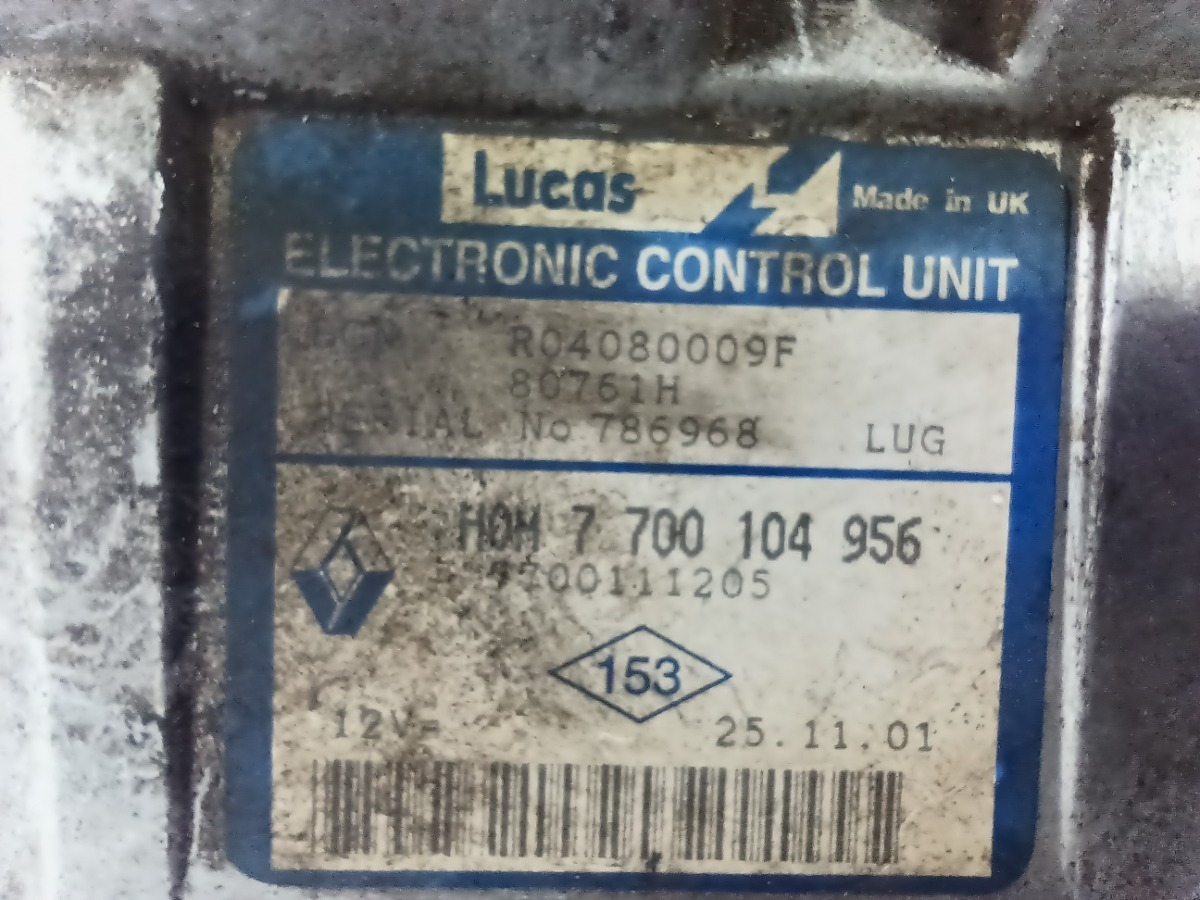 Lucas
Made in UK
ELECTRONIC CONTROL UNIT
R04080009F
80761H
SERIAL No 786968 LUG
HOM 7 700 104 956
7700111205
153
12V= 25.11.01